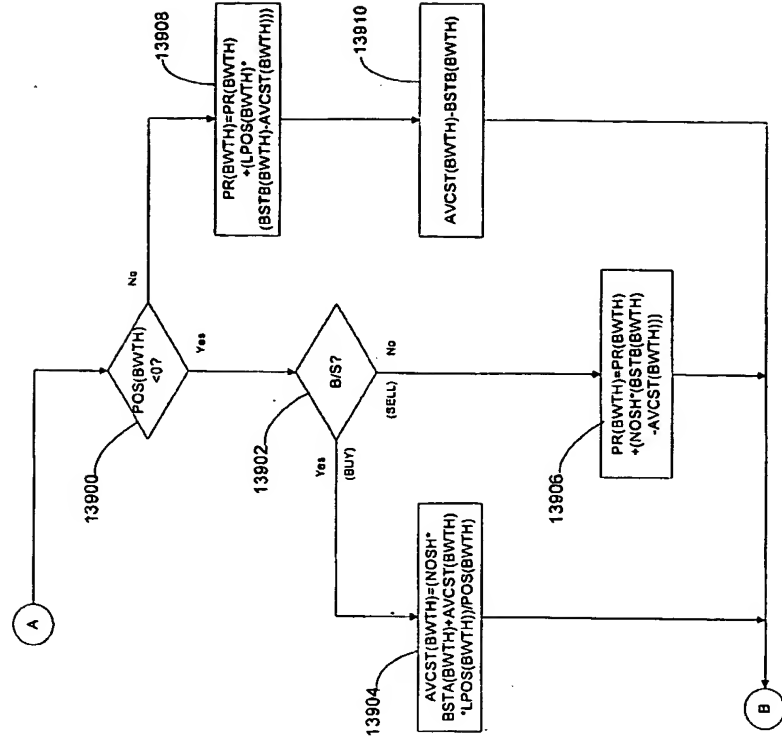 A
13900
POS(BWTH)
<0?
No
Yes
13908
PR(BWTH)=PR(BWTH)
+(LPOS(BWTH)*
(BSTB(BWTH)-AVCST(BWTH)))
13910
AVCST(BWTH)-BSTB(BWTH)
13902
B/S?
Yes
(BUY)
No
(SELL)
13904
AVCST(BWTH)=(NOSH*
BSTA(BWTH)+AVCST(BWTH)
*LPOS(BWTH))/POS(BWTH)
13906
PR(BWTH)=PR(BWTH)
+(NOSH*(BSTB(BWTH)
-AVCST(BWTH)))
B